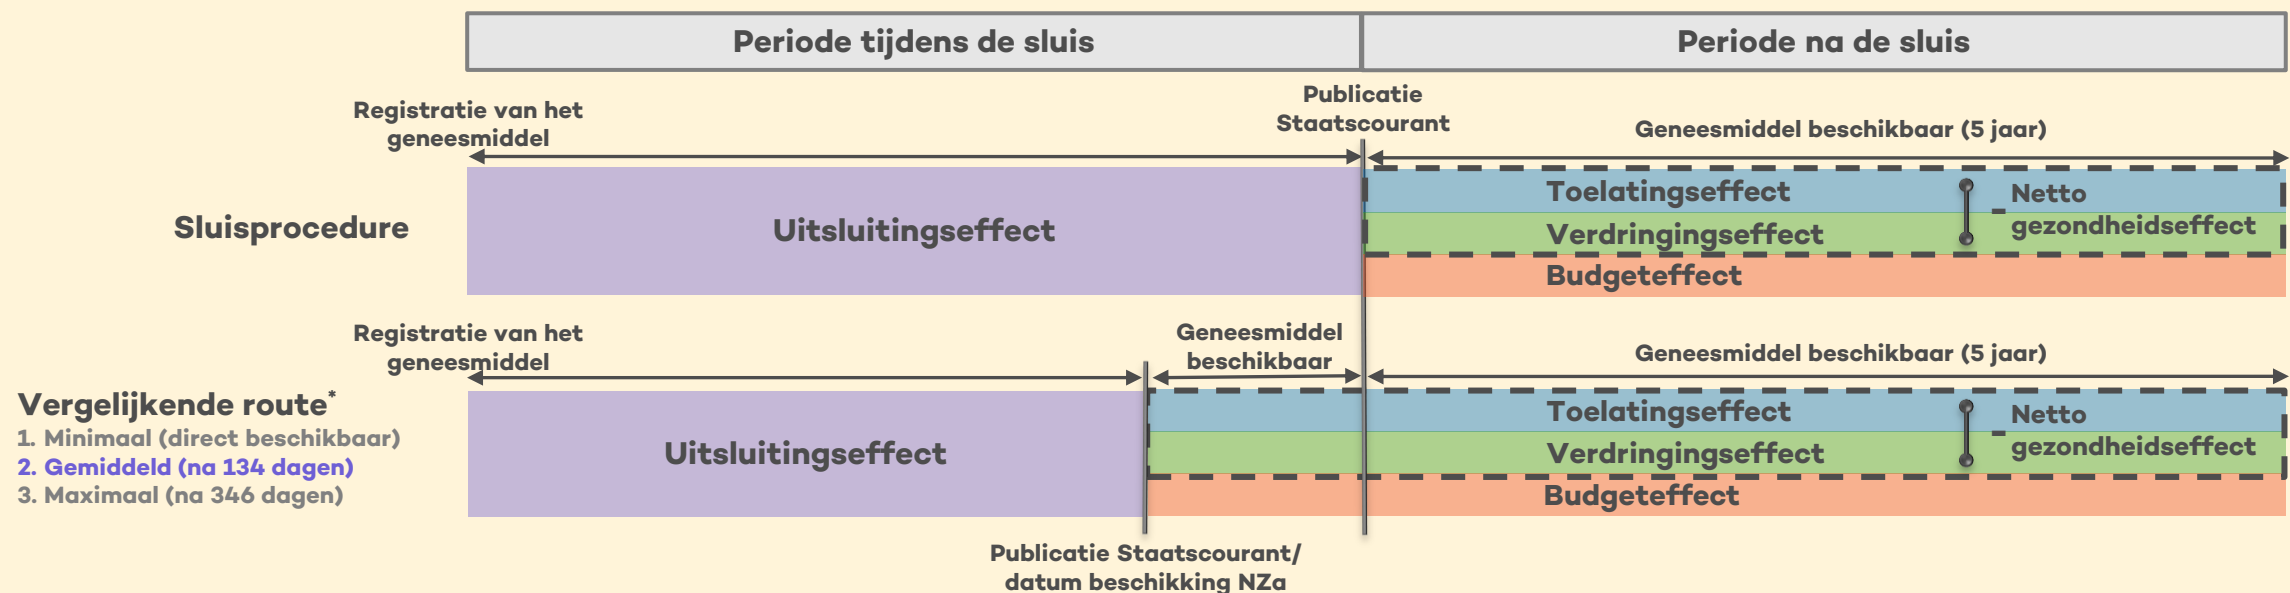 Periode tijdens de sluis
Periode na de sluis
Registratie van het
geneesmiddel
Publicatie
Staatscourant
Geneesmiddel beschikbaar (5 jaar)
Sluisprocedure
Uitsluitingseffect
Toelatingseffect
Verdringingseffect
Budgeteffect
Netto
gezondheidseffect
Registratie van het
geneesmiddel
Geneesmiddel
beschikbaar
Geneesmiddel beschikbaar (5 jaar)
Vergelijkende route*
1. Minimaal (direct beschikbaar)
2. Gemiddeld (na 134 dagen)
3. Maximaal (na 346 dagen)
Uitsluitingseffect
Toelatingseffect
Verdringingseffect
Budgeteffect
Netto
gezondheidseffect
Publicatie Staatscourant/
datum beschikking NZa